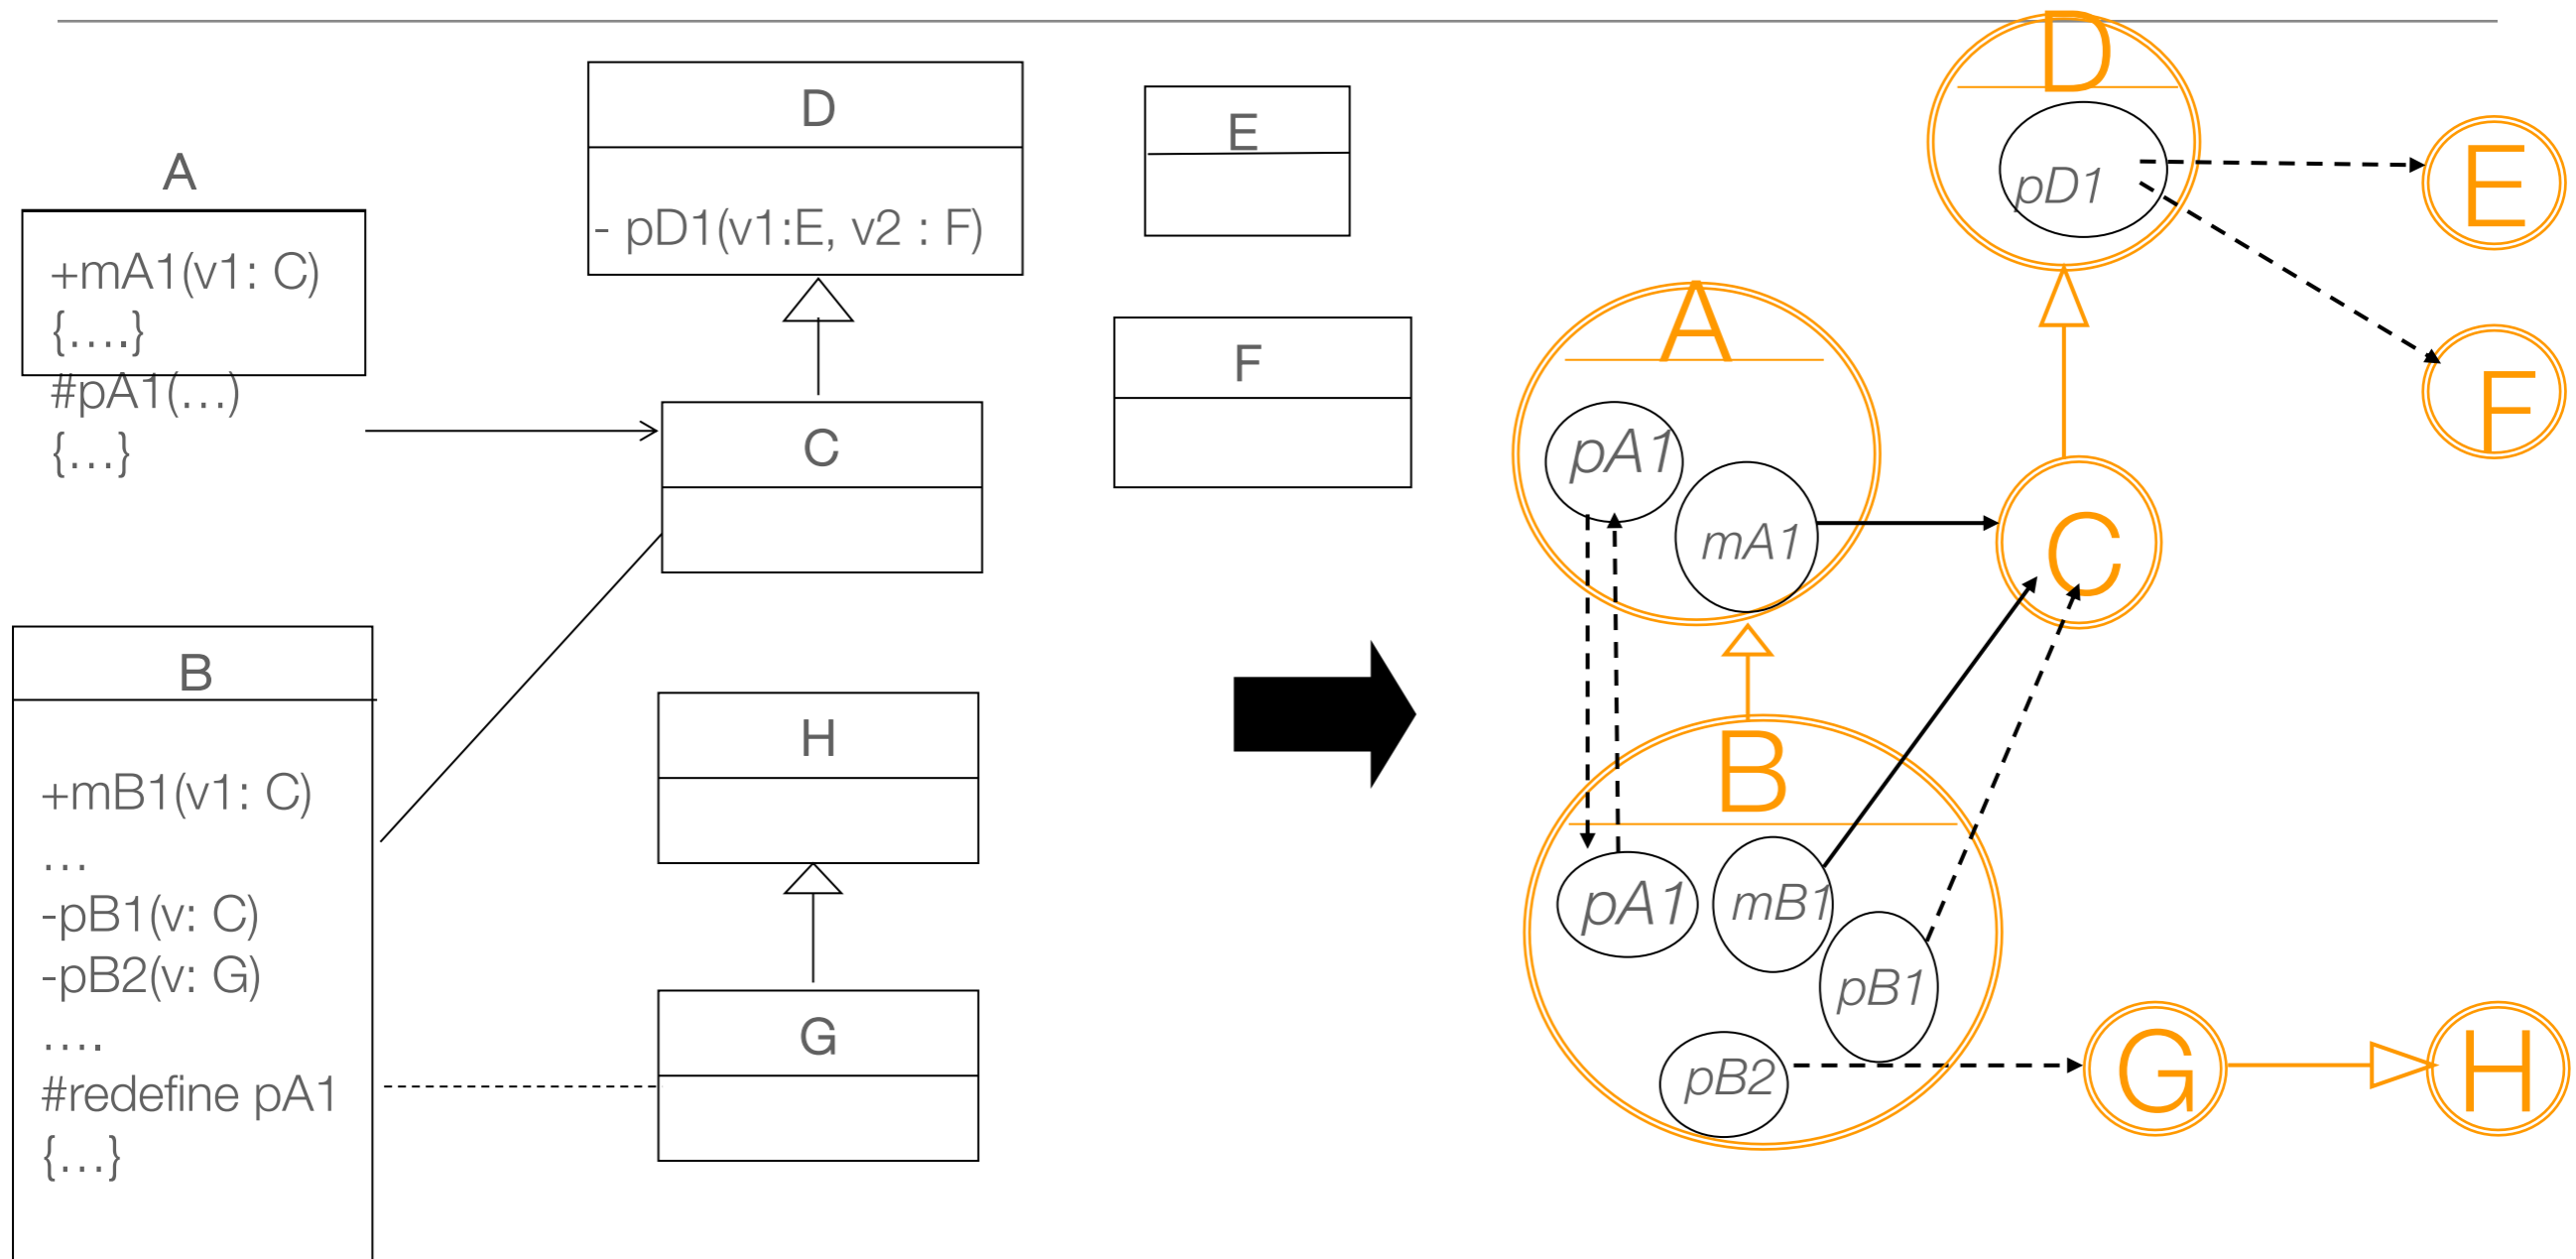 A
+mA1(v1: C)
{....}
#pA1(...)
{...}
D
- pD1(v1:E, v2 : F)
E
F
C
B
+mB1(v1: C)
...
-pB1(v: C)
-pB2(v: G)
....
#redefine pA1
{...}
H
G
D
pD1
E
F
A
pA1
mA1
C
B
pA1
mB1
pB1
pB2
G
H